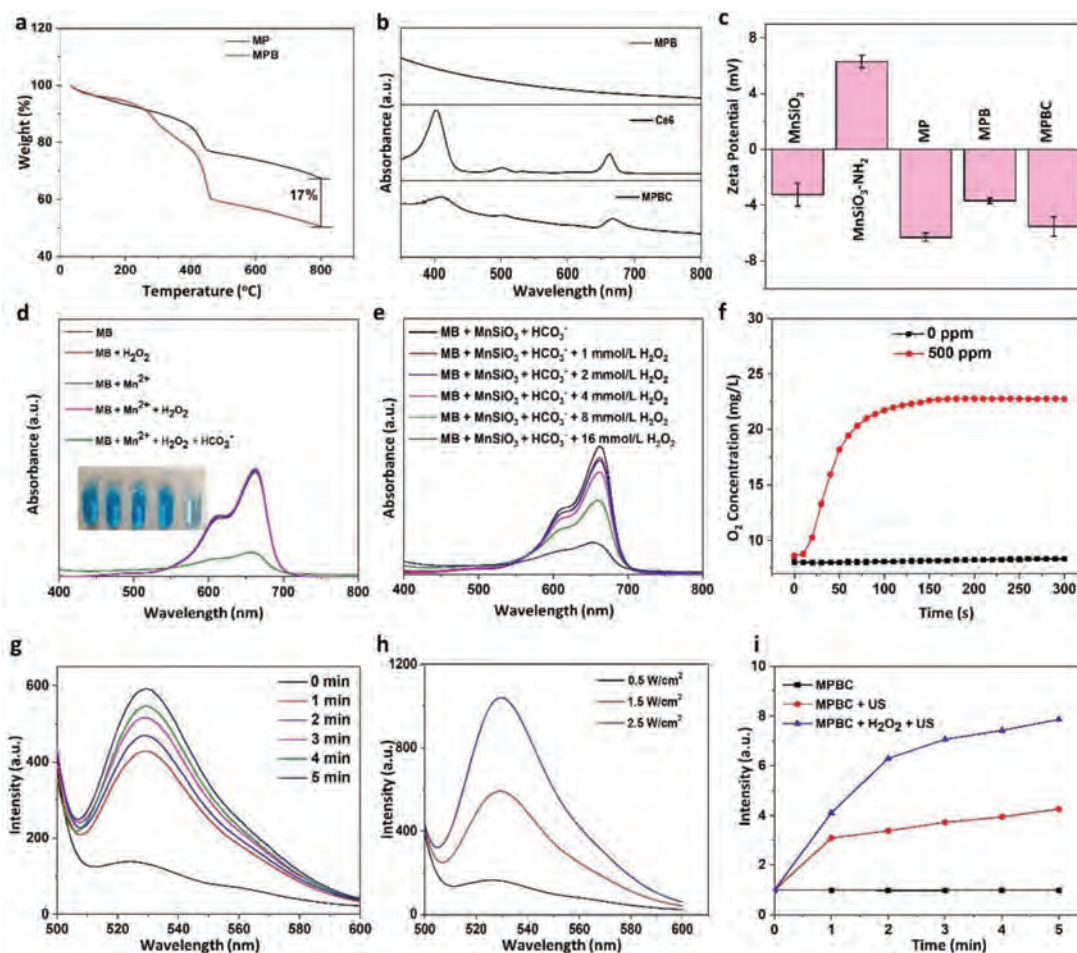 a
120
100
80
60
40
Weight (%)
MP
MPB
17%
0
200
400
600
800
1000
Temperature (°C)
b
Absorbance (a.u.)
MPB
Ce6
MPBC
400
500
600
700
800
Wavelength (nm)
c
8
4
0
-4
-8
Zeta Potential (mV)
MnSiO₃
MnSiO₃-NH₂
MP
MPB
MPBC
d
MB
MB + H₂O₂
MB + Mn²⁺
MB + Mn²⁺ + H₂O₂
MB + Mn²⁺ + H₂O₂ + HCO₃⁻
Absorbance (a.u.)
400
500
600
700
800
Wavelength (nm)
e
MB + MnSiO₃ + HCO₃⁻
MB + MnSiO₃ + HCO₃⁻ + 1 mmol/L H₂O₂
MB + MnSiO₃ + HCO₃⁻ + 2 mmol/L H₂O₂
MB + MnSiO₃ + HCO₃⁻ + 4 mmol/L H₂O₂
MB + MnSiO₃ + HCO₃⁻ + 8 mmol/L H₂O₂
MB + MnSiO₃ + HCO₃⁻ + 16 mmol/L H₂O₂
Absorbance (a.u.)
400
500
600
700
800
Wavelength (nm)
f
30
25
20
15
10
O₂ Concentration (mg/L)
0 ppm
500 ppm
0
50
100
150
200
250
300
Time (s)
g
600
400
200
0
Intensity (a.u.)
0 min
1 min
2 min
3 min
4 min
5 min
500
520
540
560
580
600
Wavelength (nm)
h
1200
800
400
0
Intensity (a.u.)
0.5 W/cm²
1.5 W/cm²
2.5 W/cm²
500
520
540
560
580
600
Wavelength (nm)
i
10
8
6
4
2
0
Intensity (a.u.)
MPBC
MPBC + US
MPBC + H₂O₂ + US
0
1
2
3
4
5
Time (min)